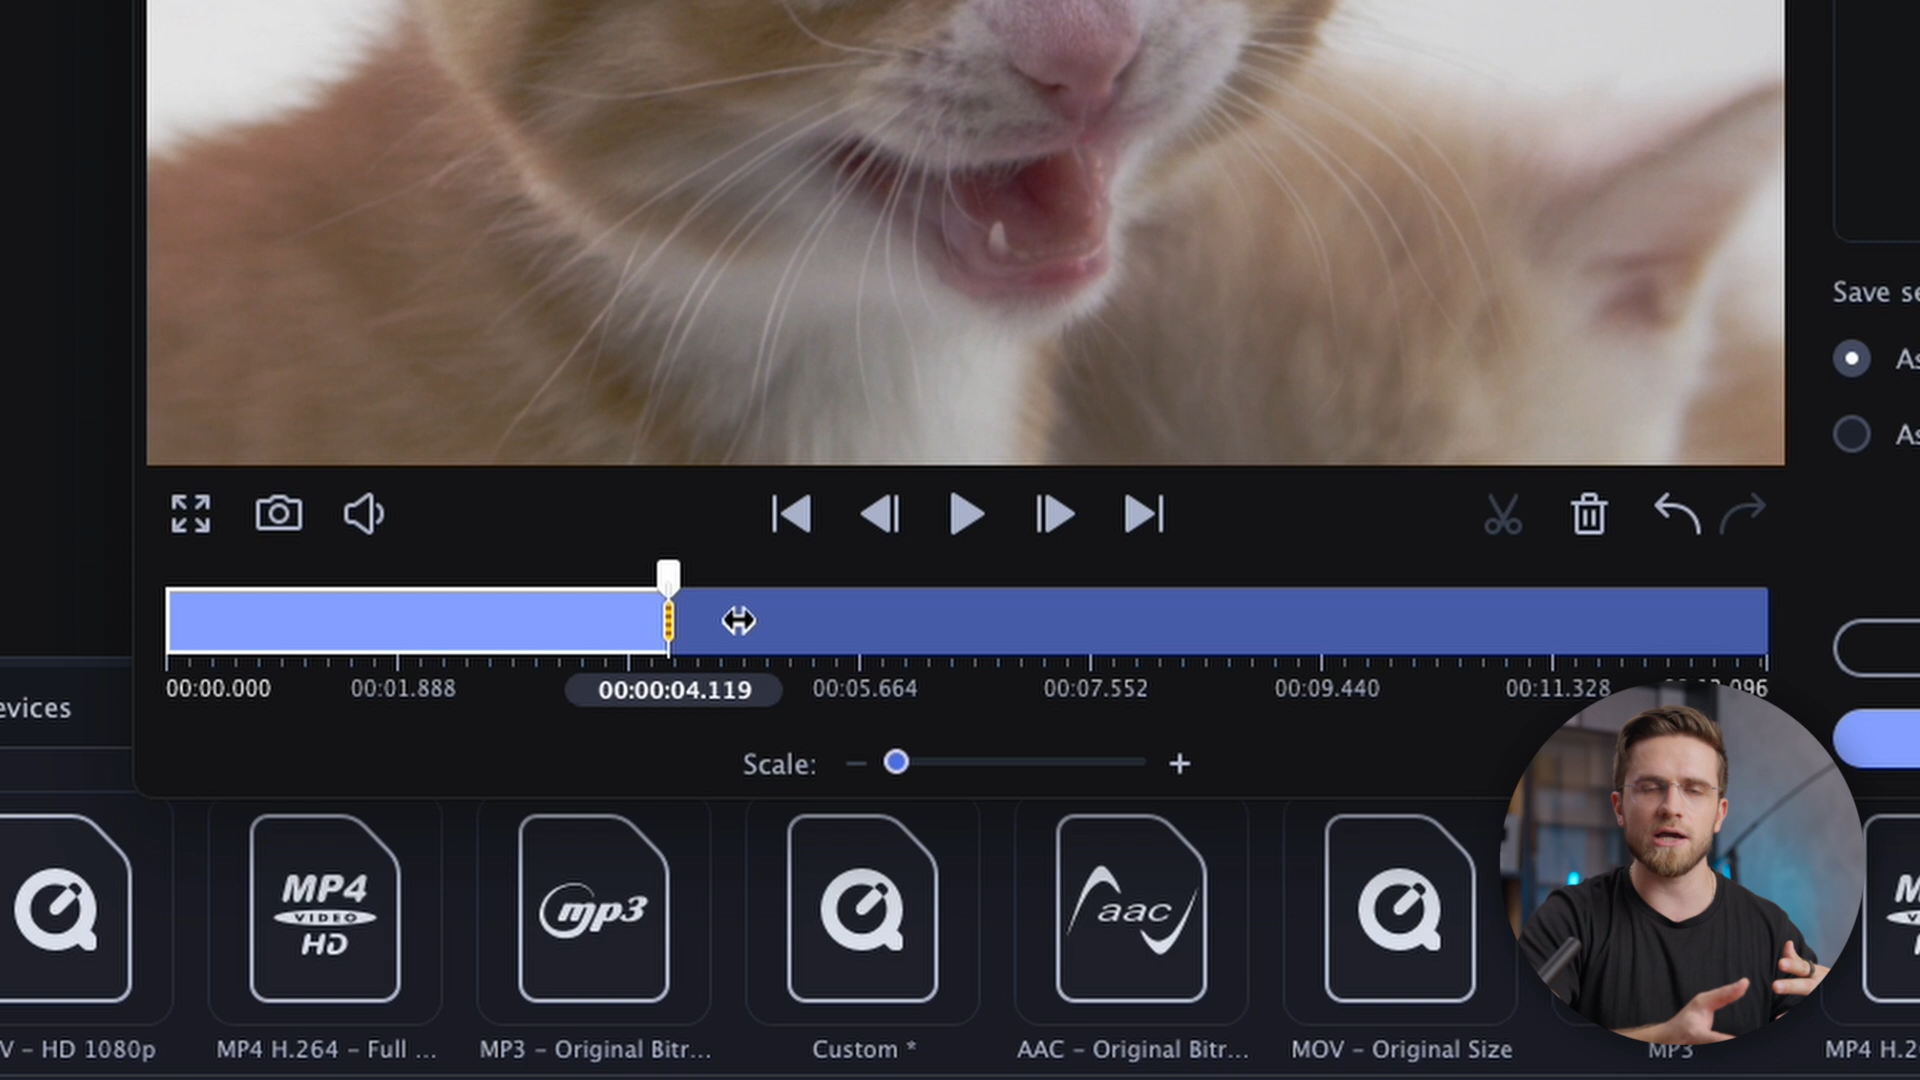 Save se
As
As
00:00.000
00:01.888
00:00:04.119
00:05.664
00:07.552
00:09.440
00:11.328
096
evices
Scale:
MP4
VIDEO
HD
mp3
aac
V – HD 1080p
MP4 H.264 – Full ...
MP3 – Original Bitr...
Custom *
AAC – Original Bitr...
MOV – Original Size
MP3
MP4 H.2